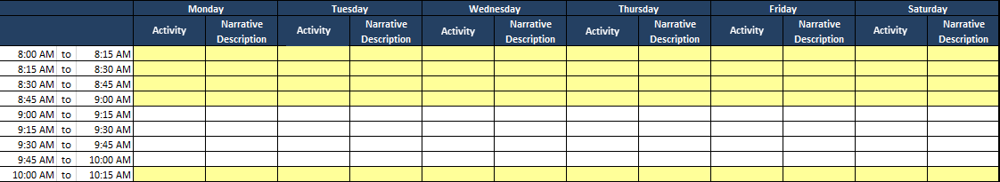 Monday Tuesday Wednesday Thursday Friday Saturday
Activity Narrative Description Activity Narrative Description Activity Narrative Description Activity Narrative Description Activity Narrative Description Activity Narrative Description
8:00 AM to 8:15 AM
8:15 AM to 8:30 AM
8:30 AM to 8:45 AM
8:45 AM to 9:00 AM
9:00 AM to 9:15 AM
9:15 AM to 9:30 AM
9:30 AM to 9:45 AM
9:45 AM to 10:00 AM
10:00 AM to 10:15 AM